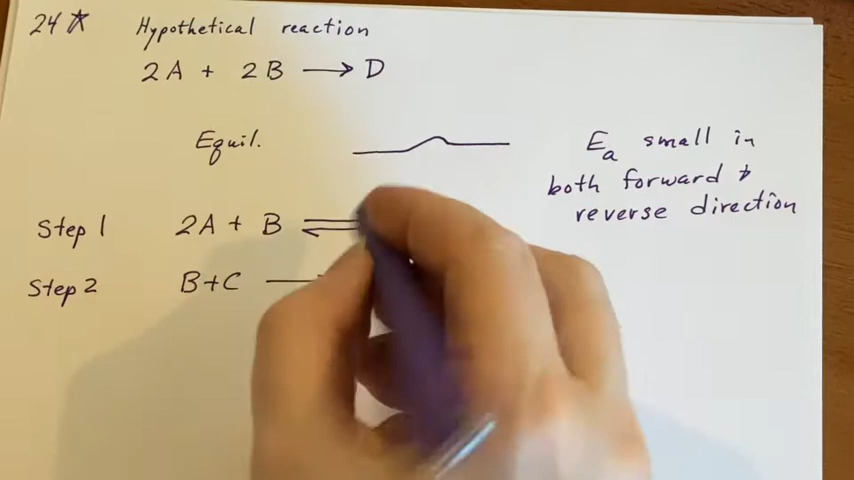 24 ☆ Hypothetical reaction
2A + 2B → D
Equil.
Ea small in
both forward &
reverse direction
Step 1 2A + B ⇌
Step 2 B+C —